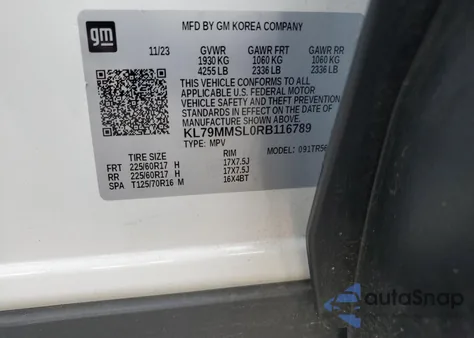 gm
MFD BY GM KOREA COMPANY
11/23 GVWR GAWR FRT GAWR RR
1930 KG 1060 KG 1060 KG
4255 LB 2336 LB 2336 LB
THIS VEHICLE CONFORMS TO ALL
APPLICABLE U.S. FEDERAL MOTOR
VEHICLE SAFETY AND THEFT PREVENTION
STANDARDS IN EFFECT ON THE DATE OF
MANUFACTURE SHOWN ABOVE.
KL79MMSL0RB116789
TYPE: MPV MODEL: 091TR56
TIRE SIZE RIM
FRT 225/60R17 H 17X7.5J
RR 225/60R17 H 17X7.5J
SPA T125/70R16 M 16X4BT
autoSnap